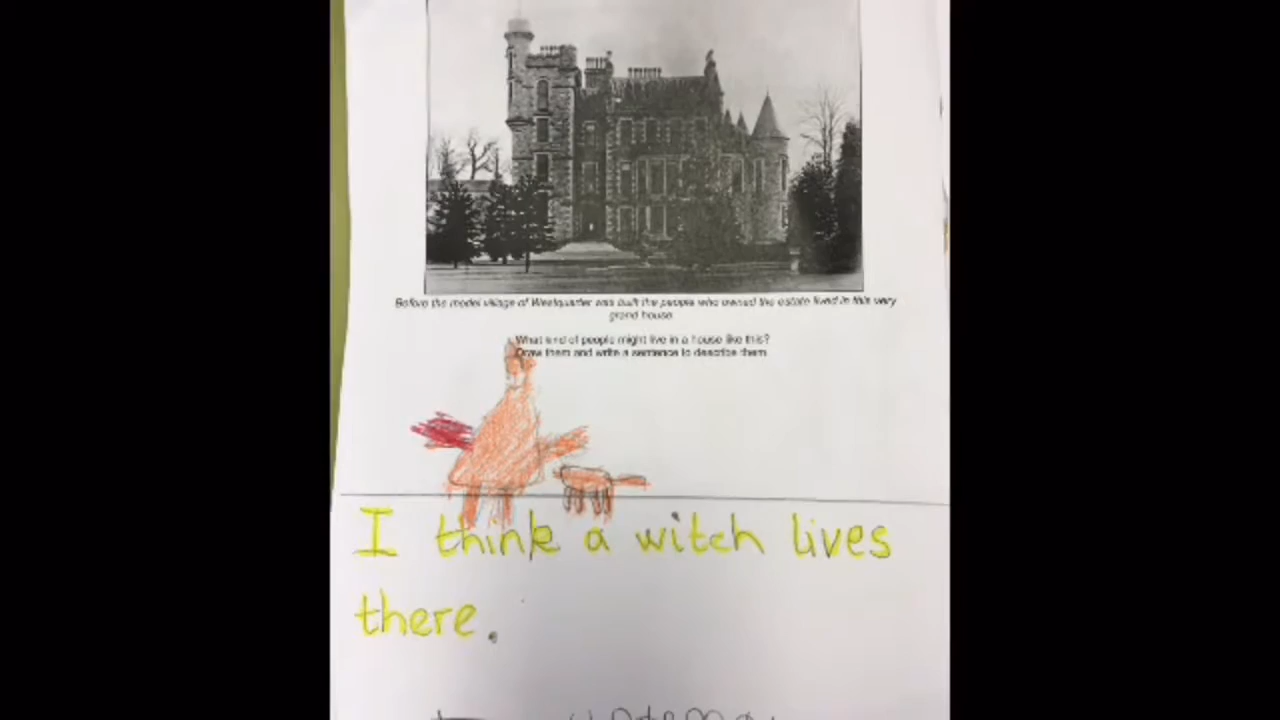 Before the model village of Westquarter was built the people who owned the estate lived in this very
grand house
What kind of people might live in a house like this?
Draw them and write a sentence to describe them
I think a witch lives
there.